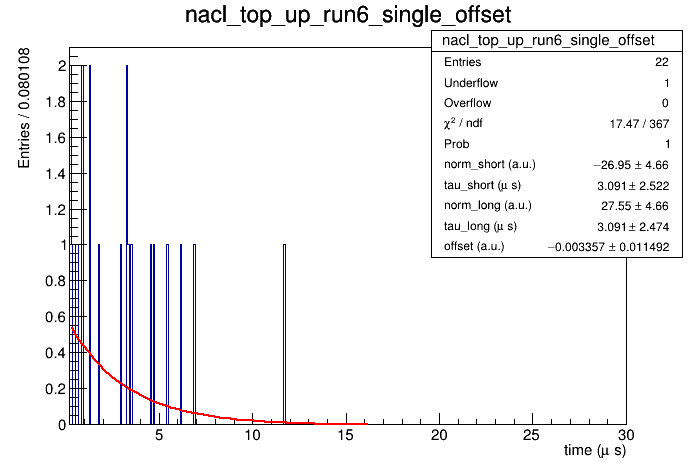 nacl_top_up_run6_single_offset
nacl_top_up_run6_single_offset
Entries 22
Underflow 1
Overflow 0
χ² / ndf 17.47 / 367
Prob 1
norm_short (a.u.) −26.95 ± 4.66
tau_short (μ s) 3.091 ± 2.522
norm_long (a.u.) 27.55 ± 4.66
tau_long (μ s) 3.091 ± 2.474
offset (a.u.) −0.003357 ± 0.011492
Entries / 0.080108
2
1.8
1.6
1.4
1.2
1
0.8
0.6
0.4
0.2
0
5 10 15 20 25 30
time (μ s)